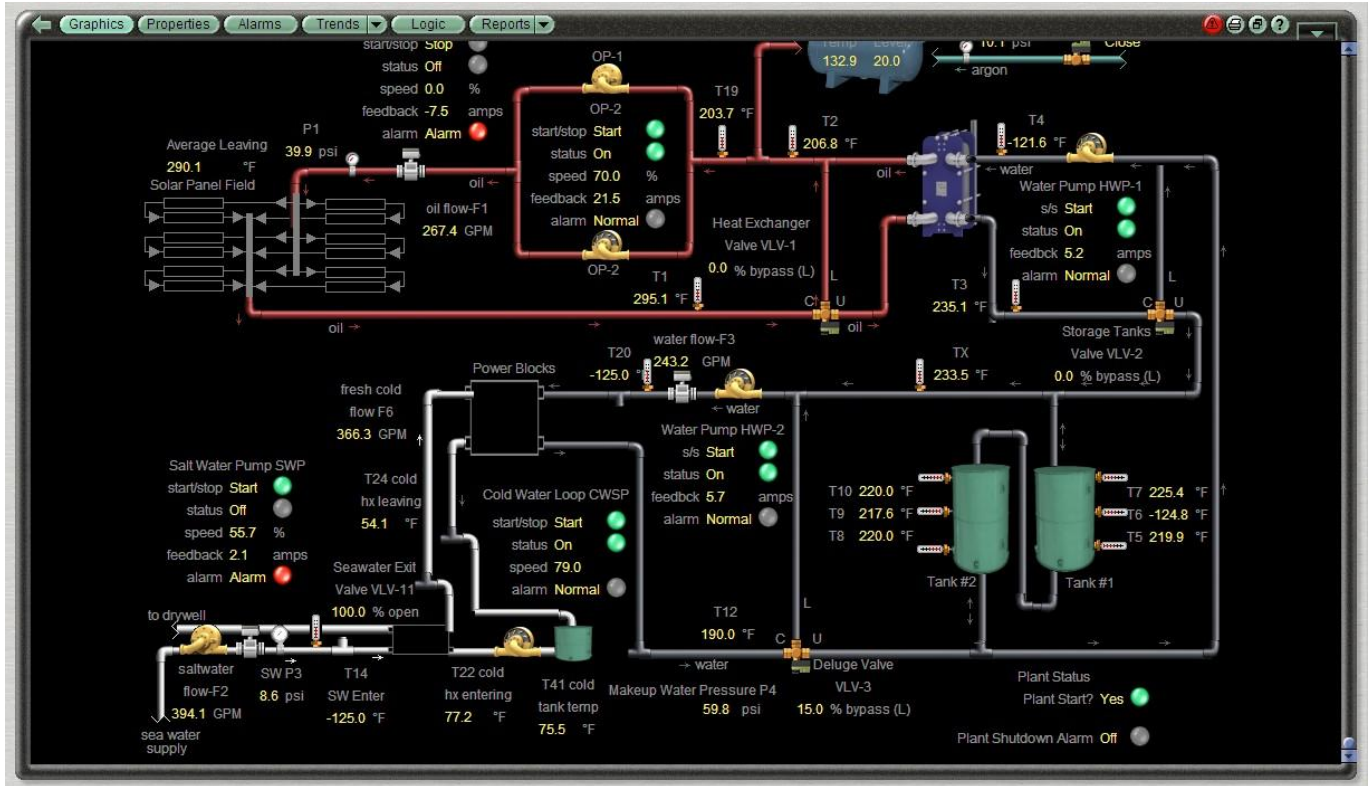 Graphics
Properties
Alarms
Trends
Logic
Reports
start/stop Stop
status Off
speed 0.0 %
feedback -7.5 amps
alarm Alarm
OP-1
Temp Level
132.9 20.0
10.1 psi
Close
← argon
OP-2
start/stop Start
status On
speed 70.0 %
feedback 21.5 amps
alarm Normal
OP-2
T19
203.7 °F
T2
206.8 °F
T4
-121.6 °F
Average Leaving
290.1 °F
Solar Panel Field
P1
39.9 psi
oil ←
oil flow-F1
267.4 GPM
oil ←
← water
Water Pump HWP-1
s/s Start
status On
feedbck 5.2 amps
alarm Normal
Heat Exchanger
Valve VLV-1
0.0 % bypass (L)
L
C U
T1
295.1 °F
oil →
oil →
T3
235.1 °F
L
C U
Storage Tanks
Valve VLV-2
0.0 % bypass (L)
water flow-F3
243.2 GPM
T20
-125.0 °
TX
233.5 °F
Power Blocks
← water
fresh cold
flow F6
366.3 GPM
Water Pump HWP-2
s/s Start
status On
feedbck 5.7 amps
alarm Normal
Salt Water Pump SWP
start/stop Start
status Off
speed 55.7 %
feedback 2.1 amps
alarm Alarm
T24 cold
hx leaving
54.1 °F
Cold Water Loop CWSP
start/stop Start
status On
speed 79.0
alarm Normal
T10 220.0 °F
T9 217.6 °F
T8 220.0 °F
Tank #2
T7 225.4 °F
T6 -124.8 °F
T5 219.9 °F
Tank #1
Seawater Exit
Valve VLV-11
100.0 % open
to drywell
saltwater
flow-F2
394.1 GPM
sea water
supply
SW P3
8.6 psi
T14
SW Enter
-125.0 °F
T22 cold
hx entering
77.2 °F
T41 cold
tank temp
75.5 °F
T12
190.0 °F
→ water
L
C U
Deluge Valve
VLV-3
15.0 % bypass (L)
Makeup Water Pressure P4
59.8 psi
Plant Status
Plant Start? Yes
Plant Shutdown Alarm Off